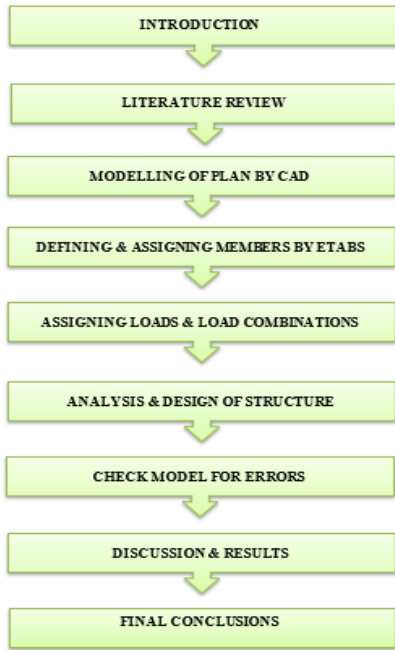 INTRODUCTION
LITERATURE REVIEW
MODELLING OF PLAN BY CAD
DEFINING & ASSIGNING MEMBERS BY ETABS
ASSIGNING LOADS & LOAD COMBINATIONS
ANALYSIS & DESIGN OF STRUCTURE
CHECK MODEL FOR ERRORS
DISCUSSION & RESULTS
FINAL CONCLUSIONS